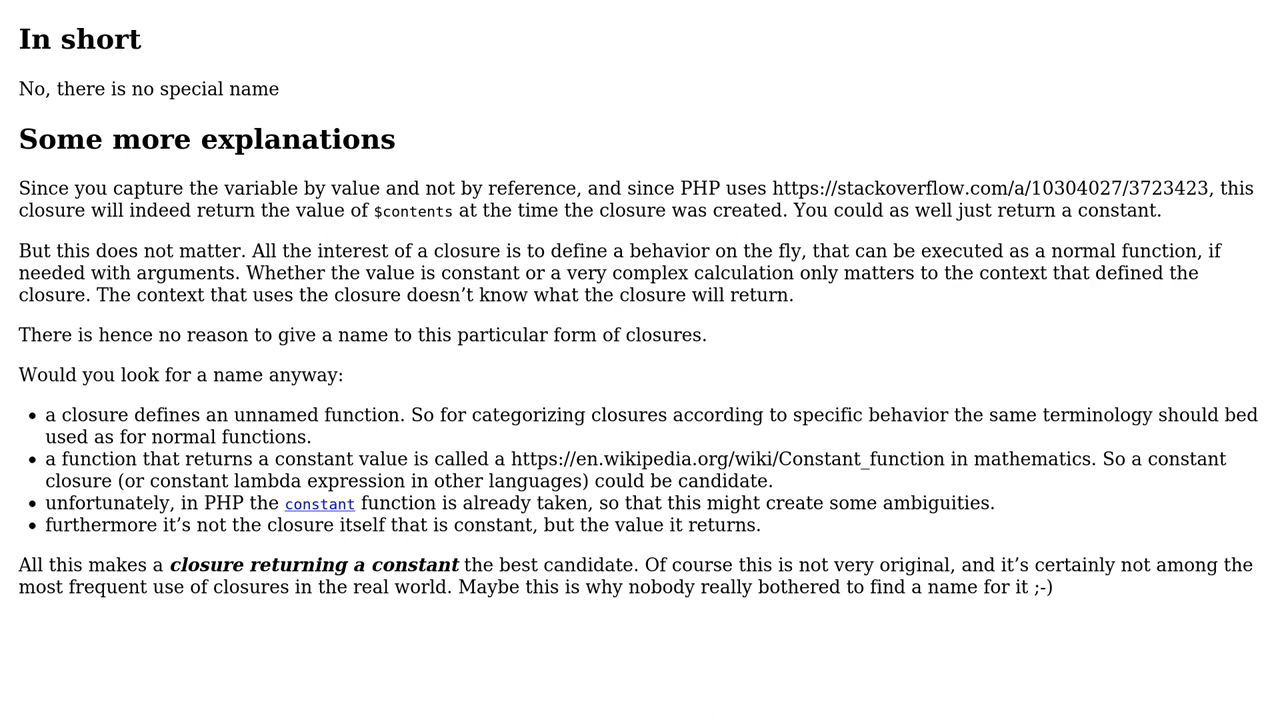 In short
No, there is no special name
Some more explanations
Since you capture the variable by value and not by reference, and since PHP uses https://stackoverflow.com/a/10304027/3723423, this
closure will indeed return the value of $contents at the time the closure was created. You could as well just return a constant.
But this does not matter. All the interest of a closure is to define a behavior on the fly, that can be executed as a normal function, if
needed with arguments. Whether the value is constant or a very complex calculation only matters to the context that defined the
closure. The context that uses the closure doesn’t know what the closure will return.
There is hence no reason to give a name to this particular form of closures.
Would you look for a name anyway:
• a closure defines an unnamed function. So for categorizing closures according to specific behavior the same terminology should bed
used as for normal functions.
• a function that returns a constant value is called a https://en.wikipedia.org/wiki/Constant_function in mathematics. So a constant
closure (or constant lambda expression in other languages) could be candidate.
• unfortunately, in PHP the constant function is already taken, so that this might create some ambiguities.
• furthermore it’s not the closure itself that is constant, but the value it returns.
All this makes a closure returning a constant the best candidate. Of course this is not very original, and it’s certainly not among the
most frequent use of closures in the real world. Maybe this is why nobody really bothered to find a name for it ;-)